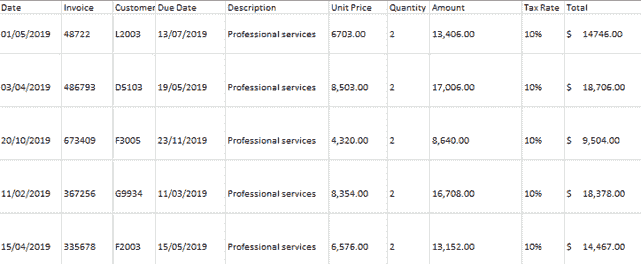 Date Invoice Customer Due Date Description Unit Price Quantity Amount Tax Rate Total
01/05/2019 48722 L2003 13/07/2019 Professional services 6703.00 2 13,406.00 10% $ 14746.00
03/04/2019 486793 D5103 19/05/2019 Professional services 8,503.00 2 17,006.00 10% $ 18,706.00
20/10/2019 673409 F3005 23/11/2019 Professional services 4,320.00 2 8,640.00 10% $ 9,504.00
11/02/2019 367256 G9934 11/03/2019 Professional services 8,354.00 2 16,708.00 10% $ 18,378.00
15/04/2019 335678 F2003 15/05/2019 Professional services 6,576.00 2 13,152.00 10% $ 14,467.00